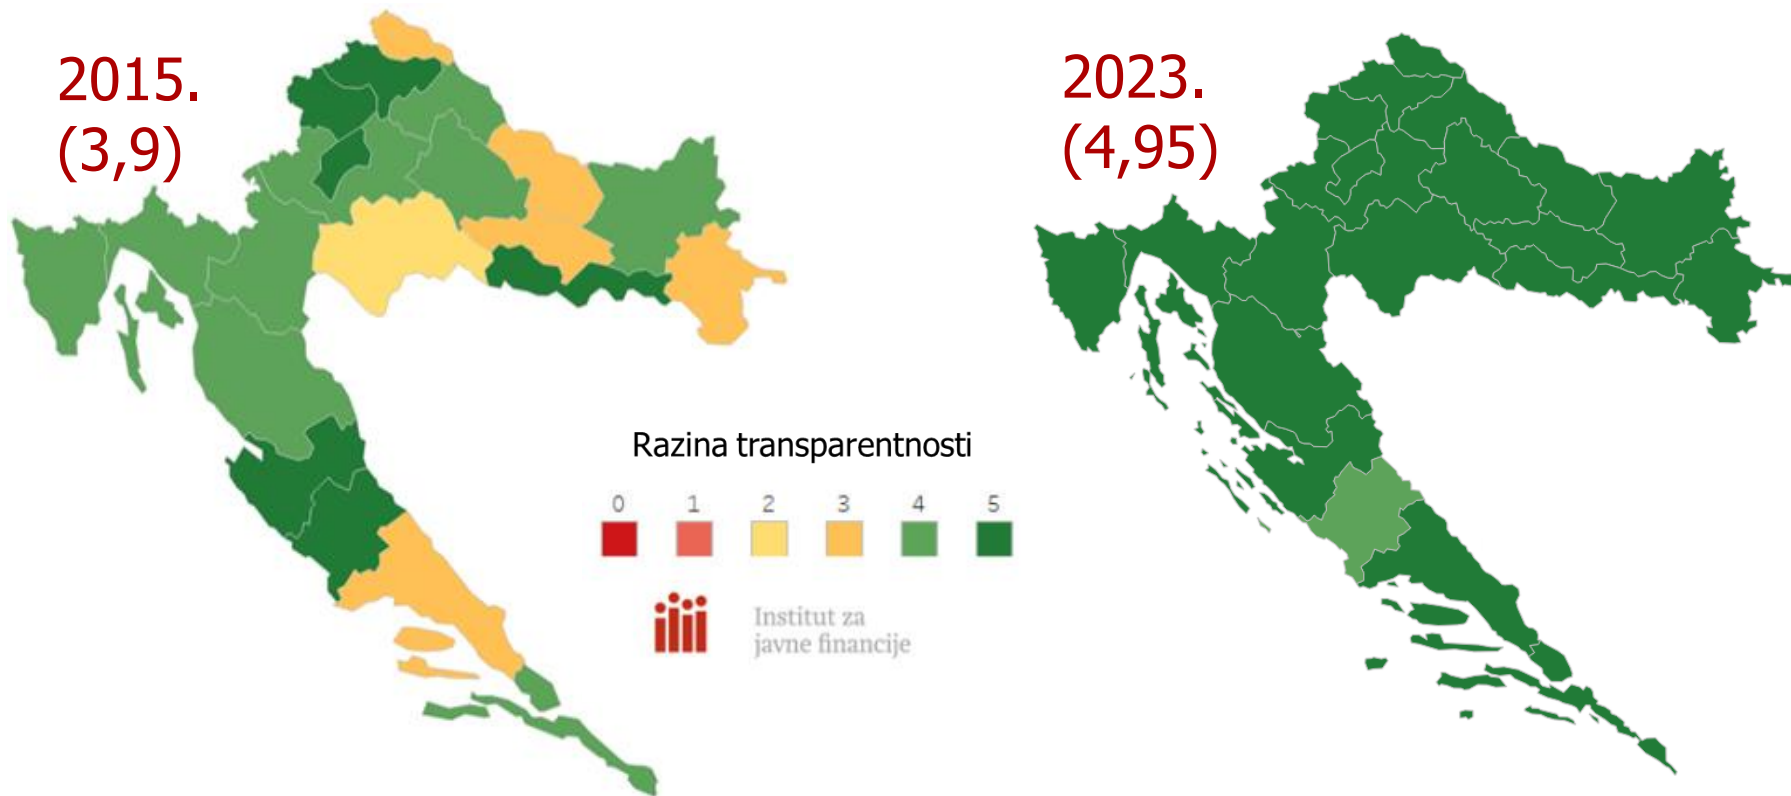 2015.
(3,9)
2023.
(4,95)
Razina transparentnosti
0 1 2 3 4 5
Institut za
javne financije